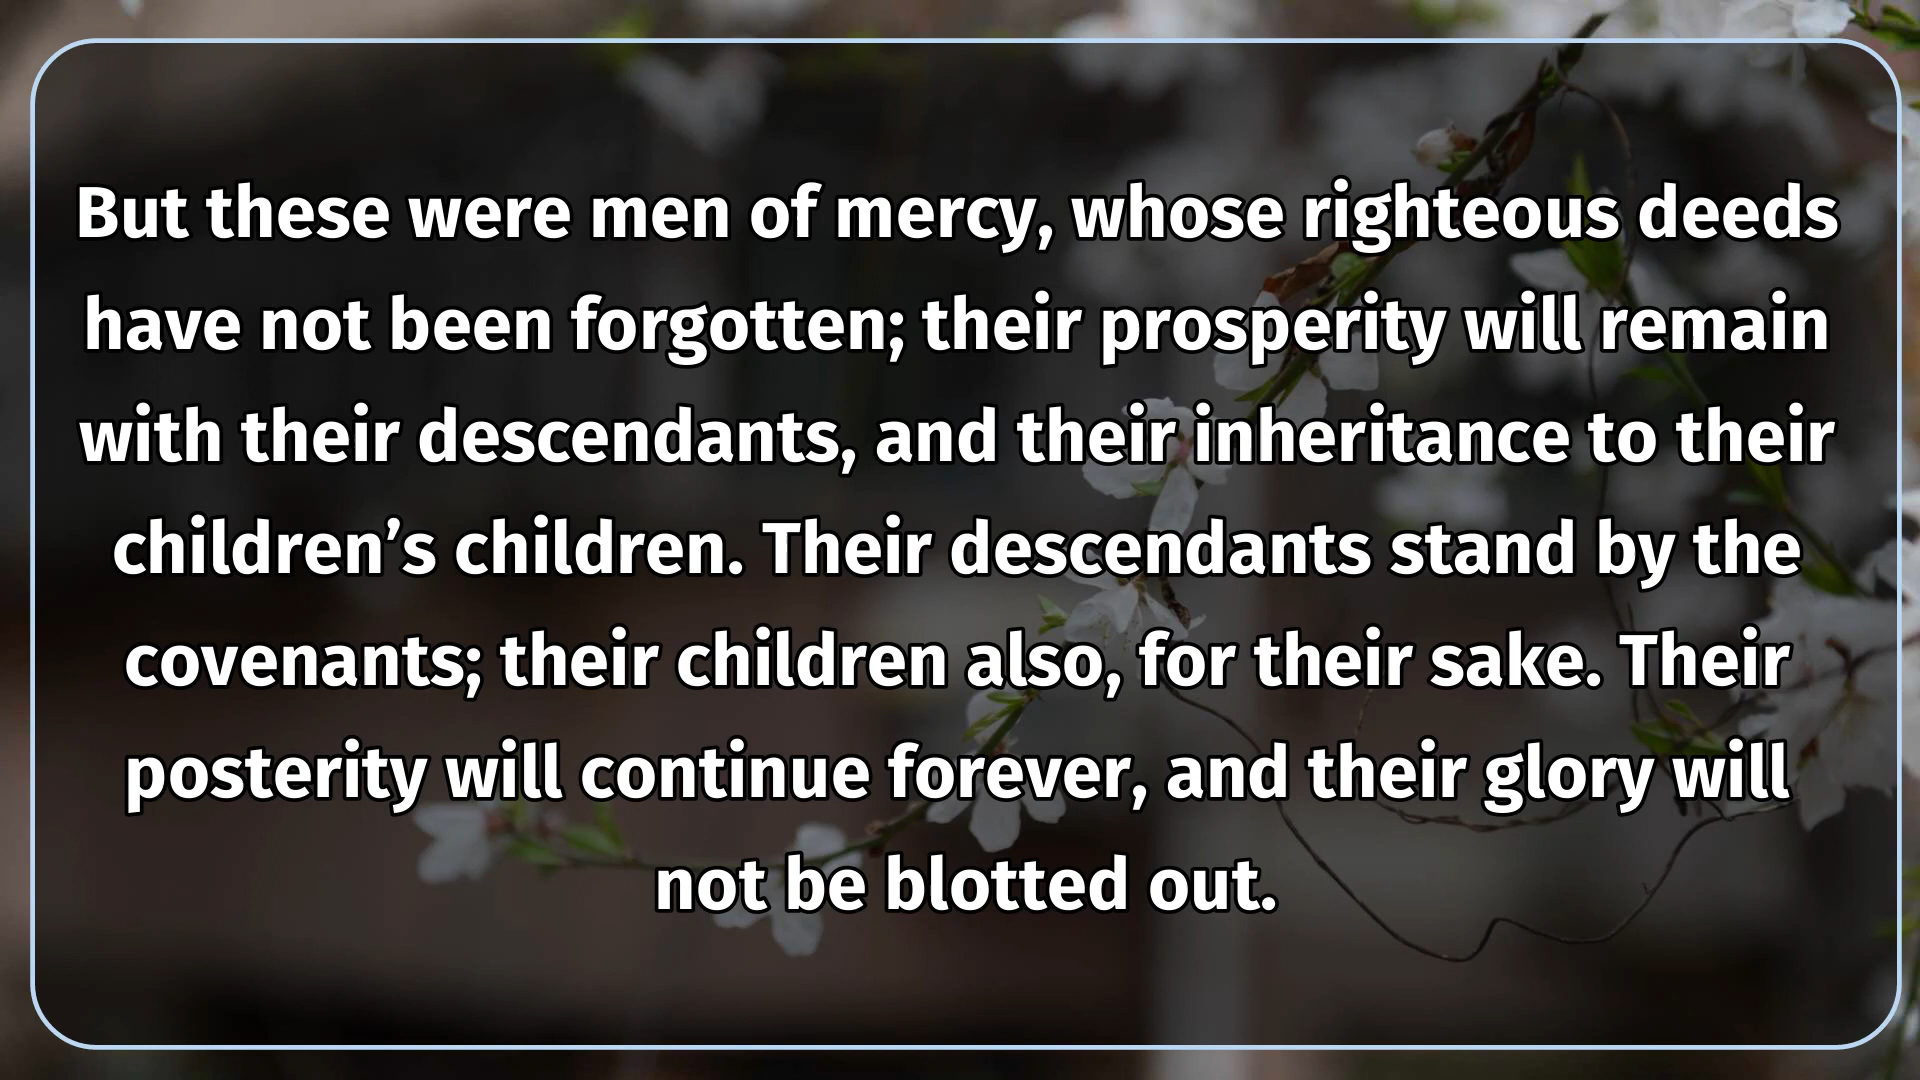 But these were men of mercy, whose righteous deeds
have not been forgotten; their prosperity will remain
with their descendants, and their inheritance to their
children’s children. Their descendants stand by the
covenants; their children also, for their sake. Their
posterity will continue forever, and their glory will
not be blotted out.